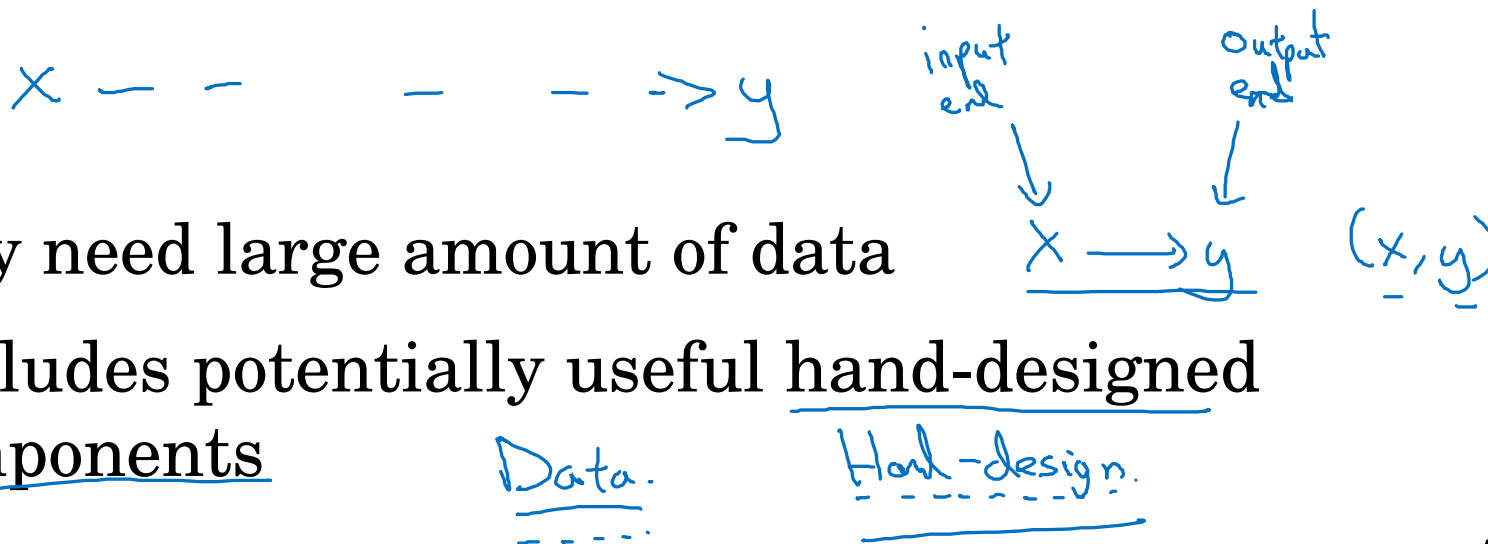 input output
end end
x - - - - -> y
y need large amount of data x → y (x, y)
ludes potentially useful hand-designed
ponents Data. Hand-design.